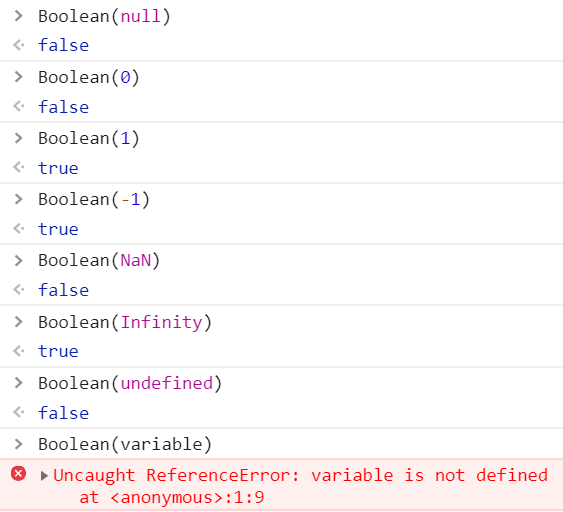 > Boolean(null)
<· false
> Boolean(0)
<· false
> Boolean(1)
<· true
> Boolean(-1)
<· true
> Boolean(NaN)
<· false
> Boolean(Infinity)
<· true
> Boolean(undefined)
<· false
> Boolean(variable)
Uncaught ReferenceError: variable is not defined
at <anonymous>:1:9